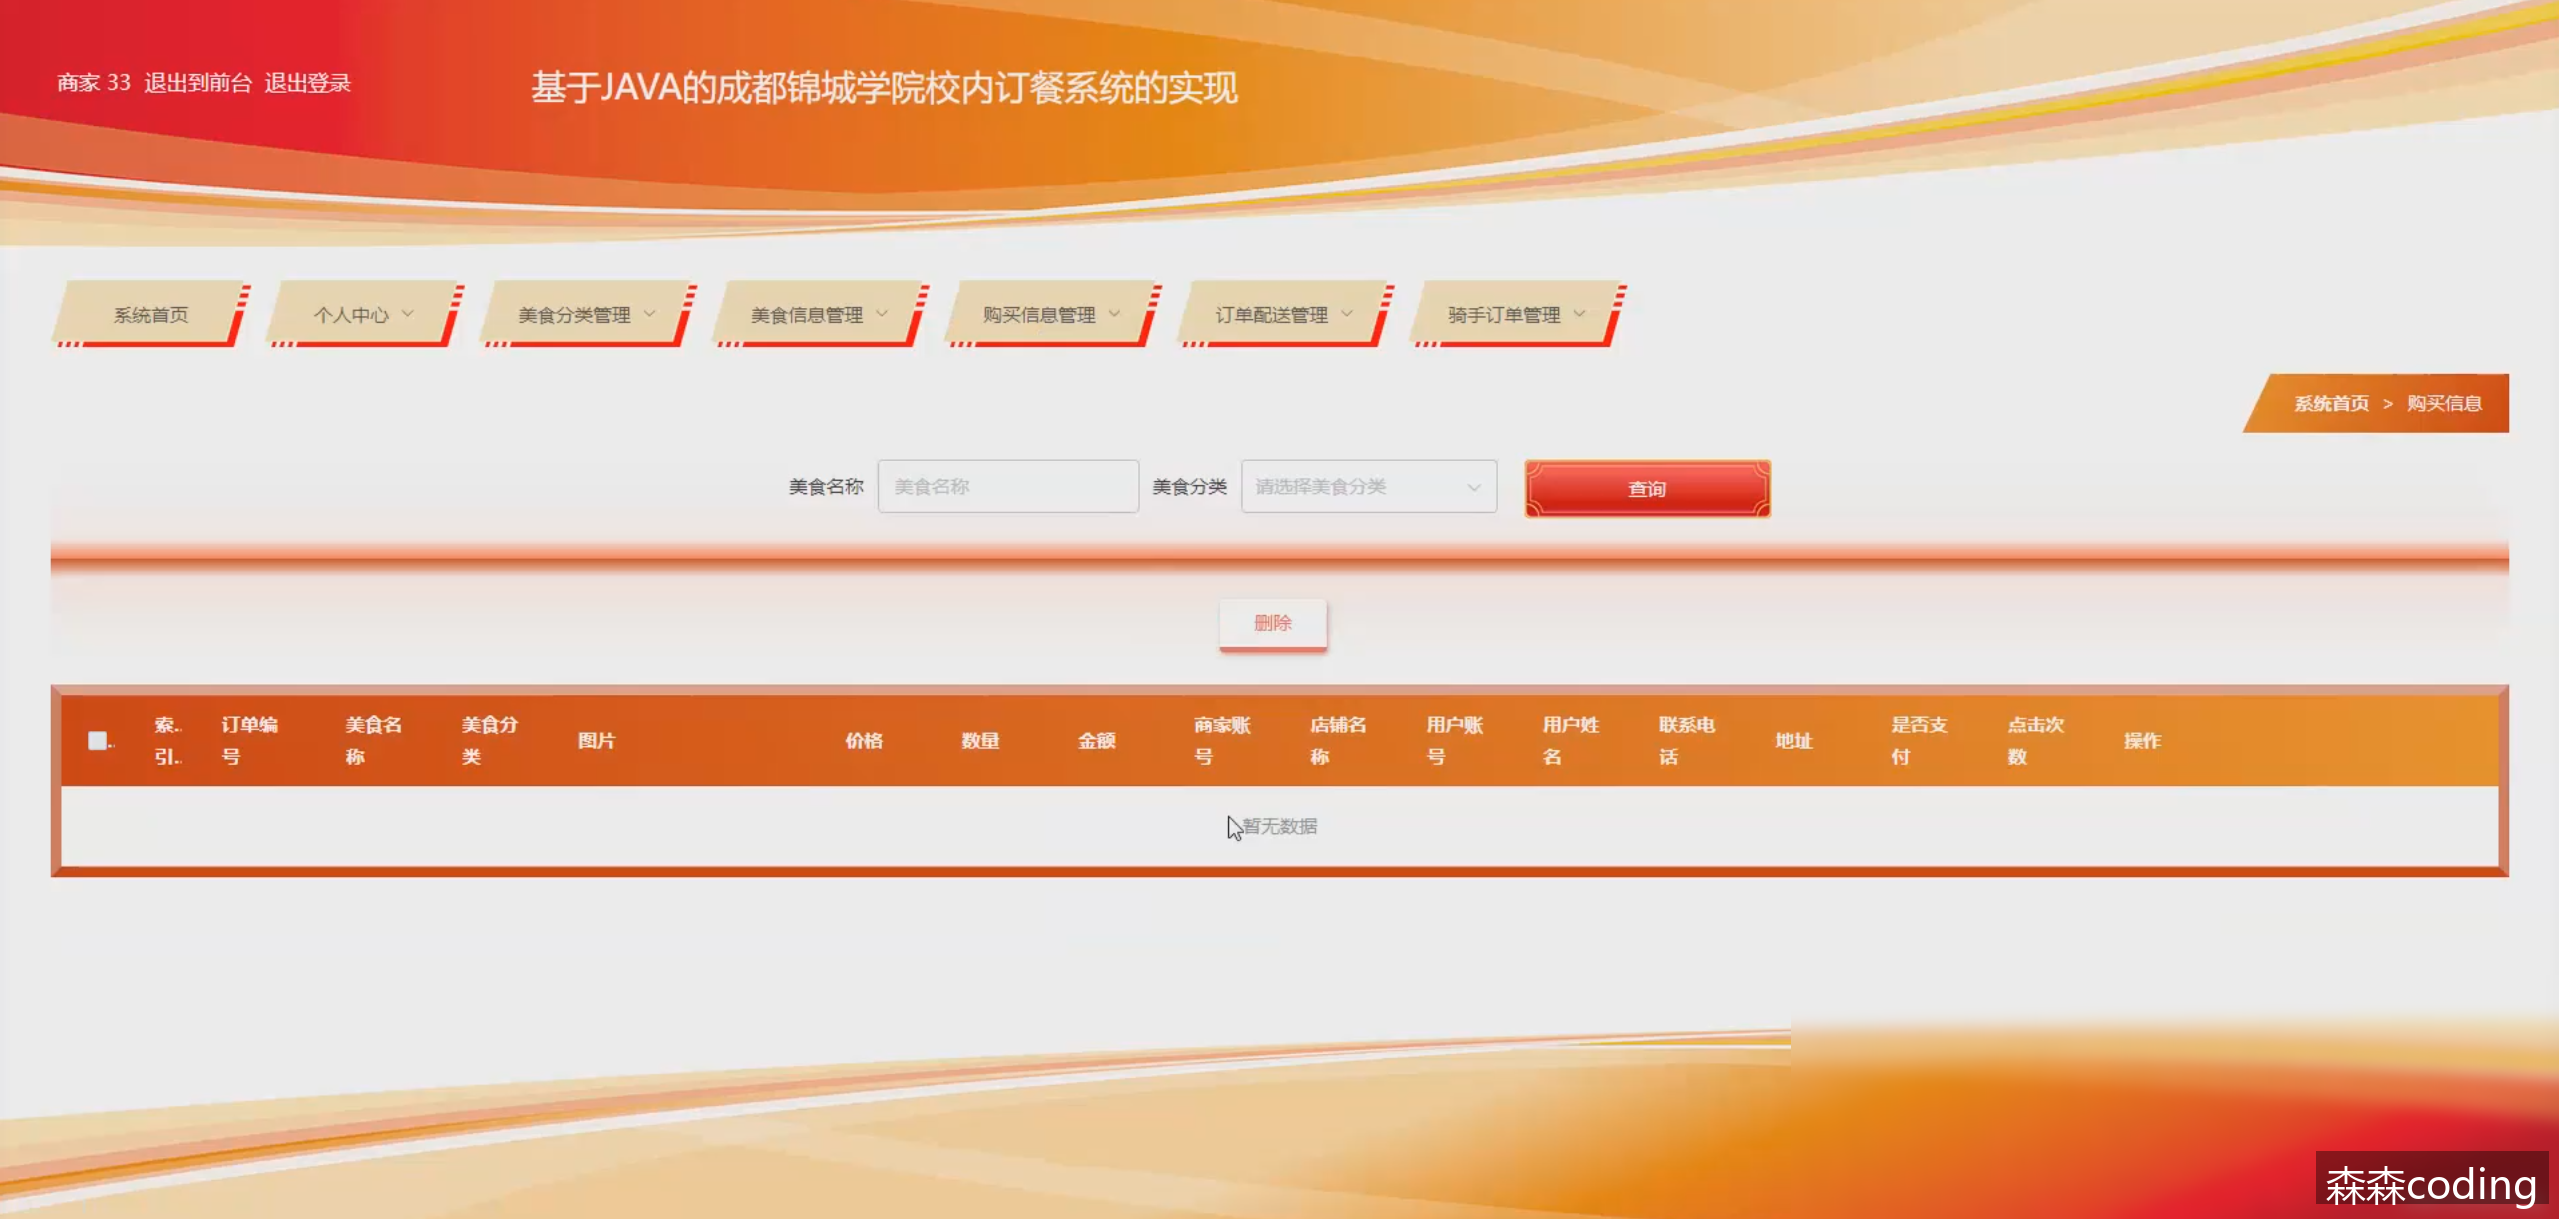 商家 33 退出到前台 退出登录
基于JAVA的成都锦城学院校内订餐系统的实现
系统首页 个人中心 美食分类管理 美食信息管理 购买信息管理 订单配送管理 骑手订单管理
系统首页 > 购买信息
美食名称 美食名称 美食分类 请选择美食分类 查询
删除
索引 订单编号 美食名称 美食分类 图片 价格 数量 金额 商家账号 店铺名称 用户账号 用户姓名 联系电话 地址 是否支付 点击次数 操作
暂无数据
森森coding